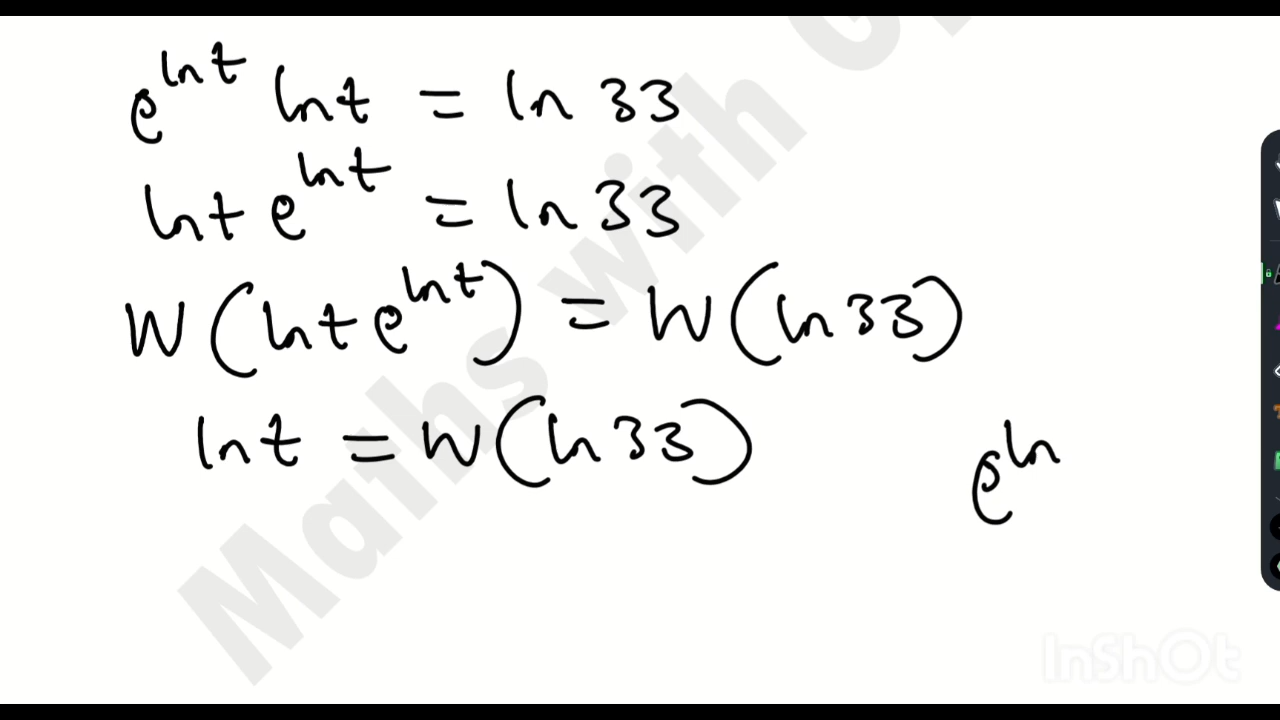 e^{ln t} ln t = ln 33
ln t e^{ln t} = ln 33
W(ln t e^{ln t}) = W(ln 33)
ln t = W(ln 33)
e^{ln}
Maths with
InShOt